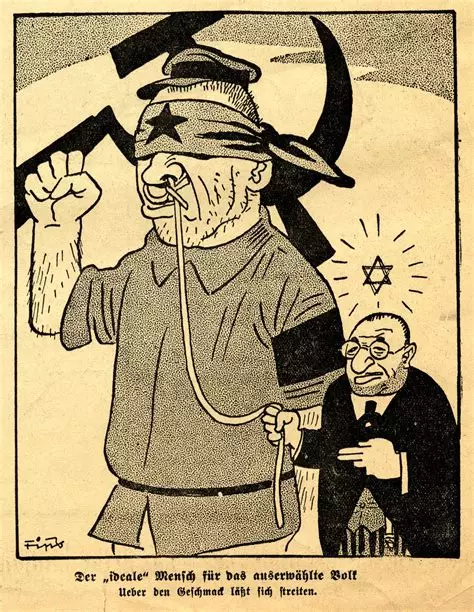 Fips
Der „ideale“ Mensch für das auserwählte Volk
Ueber den Geschmack läßt sich streiten.